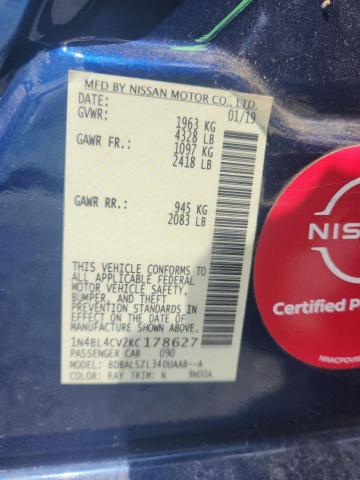 MFD BY NISSAN MOTOR CO., LTD.
DATE: 01/19
GVWR: 1963 KG
4328 LB
GAWR FR.: 1097 KG
2418 LB
GAWR RR.: 945 KG
2083 LB
THIS VEHICLE CONFORMS TO
ALL APPLICABLE FEDERAL
MOTOR VEHICLE SAFETY,
BUMPER, AND THEFT
PREVENTION STANDARDS IN
EFFECT ON THE DATE OF
MANUFACTURE SHOWN ABOVE.
1N4BL4CV2KC178627
PASSENGER CAR 090
BDBALSZL34DUAAB--A
COLOR: RAY TRIM: N 9N00A
NISS
Certified P